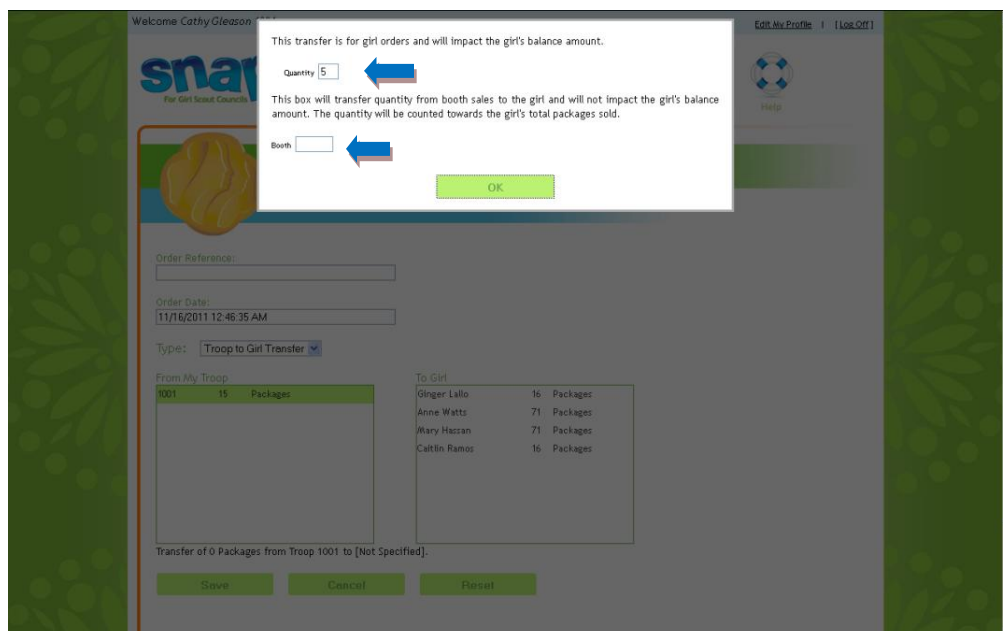 Welcome Cathy Gleason
Edit My Profile | [ Log Off ]
This transfer is for girl orders and will impact the girl's balance amount.
Quantity 5
This box will transfer quantity from booth sales to the girl and will not impact the girl's balance
amount. The quantity will be counted towards the girl's total packages sold.
Booth
OK
snap
For Girl Scout Councils
Help
Order Reference:
Order Date:
11/16/2011 12:46:35 AM
Type: Troop to Girl Transfer
From My Troop
1001 15 Packages
To Girl
Ginger Lallo 16 Packages
Anne Watts 71 Packages
Mary Hassan 71 Packages
Caitlin Ramos 16 Packages
Transfer of 0 Packages from Troop 1001 to [Not Specified].
Save Cancel Reset